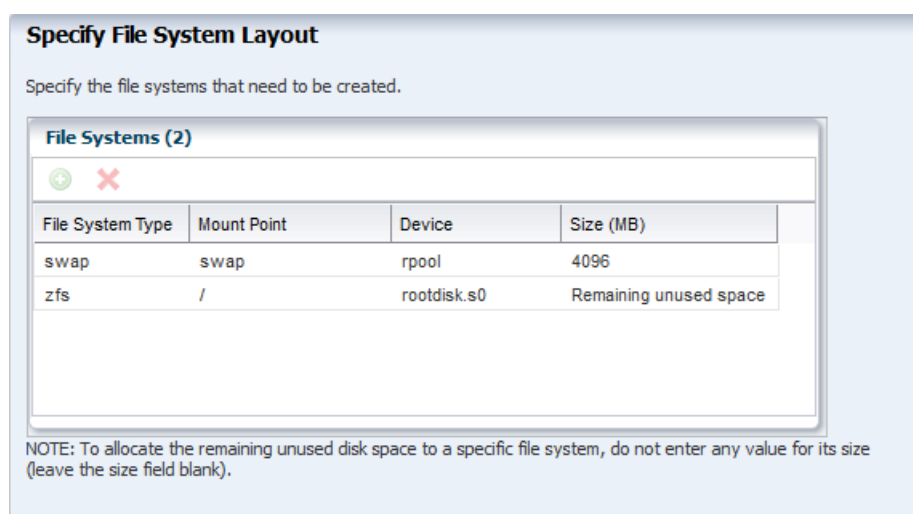 Specify File System Layout
Specify the file systems that need to be created.
File Systems (2)
File System Type Mount Point Device Size (MB)
swap swap rpool 4096
zfs / rootdisk.s0 Remaining unused space
NOTE: To allocate the remaining unused disk space to a specific file system, do not enter any value for its size
(leave the size field blank).